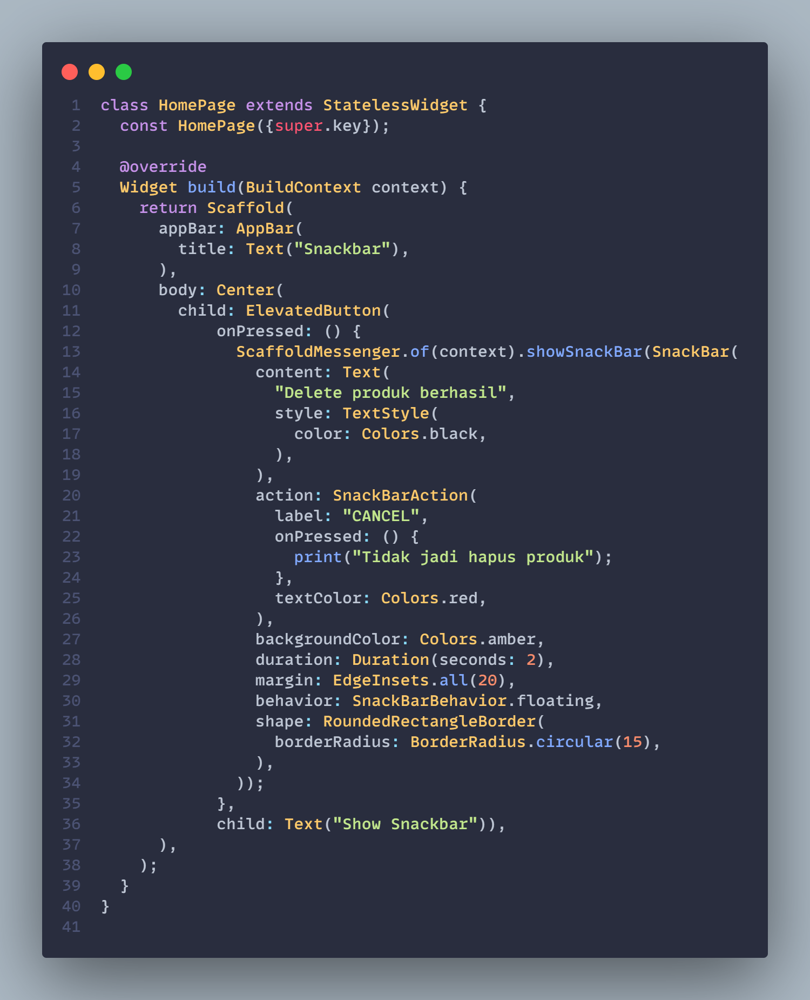 1 class HomePage extends StatelessWidget {
2   const HomePage({super.key});
3
4   @override
5   Widget build(BuildContext context) {
6     return Scaffold(
7       appBar: AppBar(
8         title: Text("Snackbar"),
9       ),
10       body: Center(
11         child: ElevatedButton(
12             onPressed: () {
13               ScaffoldMessenger.of(context).showSnackBar(SnackBar(
14                 content: Text(
15                   "Delete produk berhasil",
16                   style: TextStyle(
17                     color: Colors.black,
18                   ),
19                 ),
20                 action: SnackBarAction(
21                   label: "CANCEL",
22                   onPressed: () {
23                     print("Tidak jadi hapus produk");
24                   },
25                   textColor: Colors.red,
26                 ),
27                 backgroundColor: Colors.amber,
28                 duration: Duration(seconds: 2),
29                 margin: EdgeInsets.all(20),
30                 behavior: SnackBarBehavior.floating,
31                 shape: RoundedRectangleBorder(
32                   borderRadius: BorderRadius.circular(15),
33                 ),
34               ));
35             },
36             child: Text("Show Snackbar")),
37       ),
38     );
39   }
40 }
41